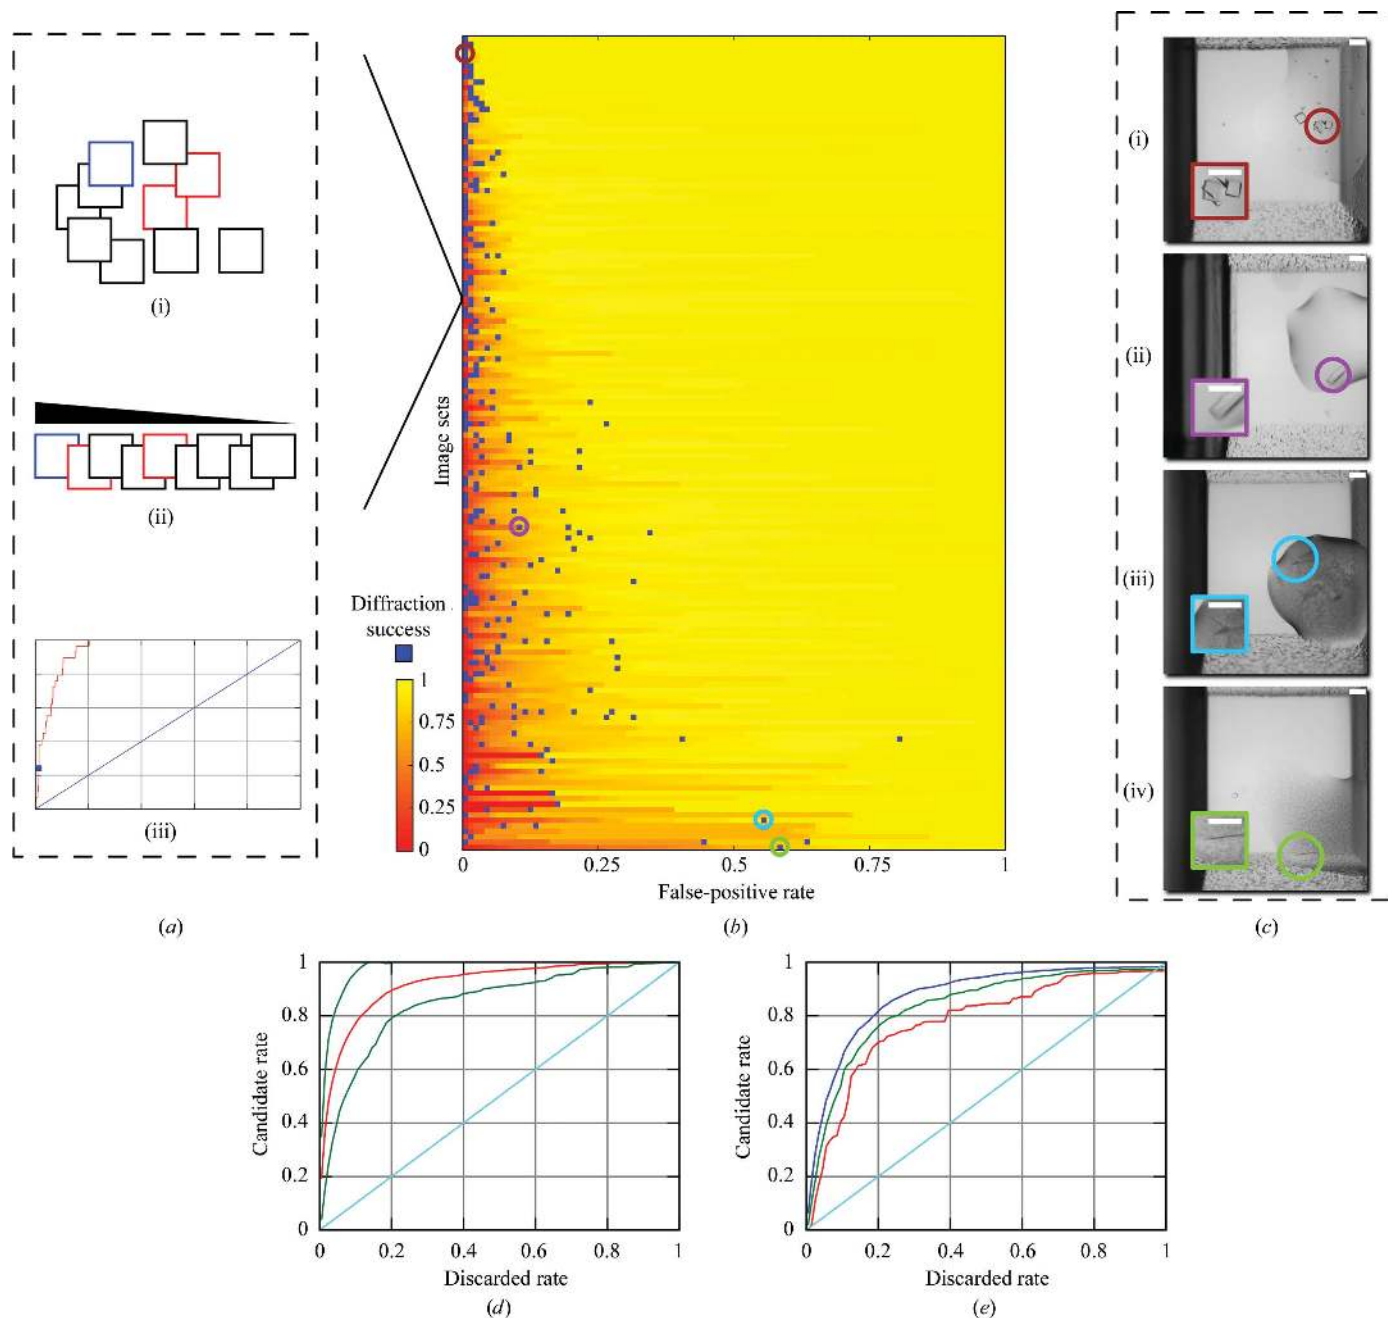 (i)
(ii)
(iii)
(a)
Image sets
Diffraction
success
1
0.75
0.5
0.25
0
0
0.25
0.5
0.75
1
False-positive rate
(b)
(i)
(ii)
(iii)
(iv)
(c)
1
0.8
0.6
0.4
0.2
0
Candidate rate
0
0.2
0.4
0.6
0.8
1
Discarded rate
(d)
1
0.8
0.6
0.4
0.2
0
Candidate rate
0
0.2
0.4
0.6
0.8
1
Discarded rate
(e)